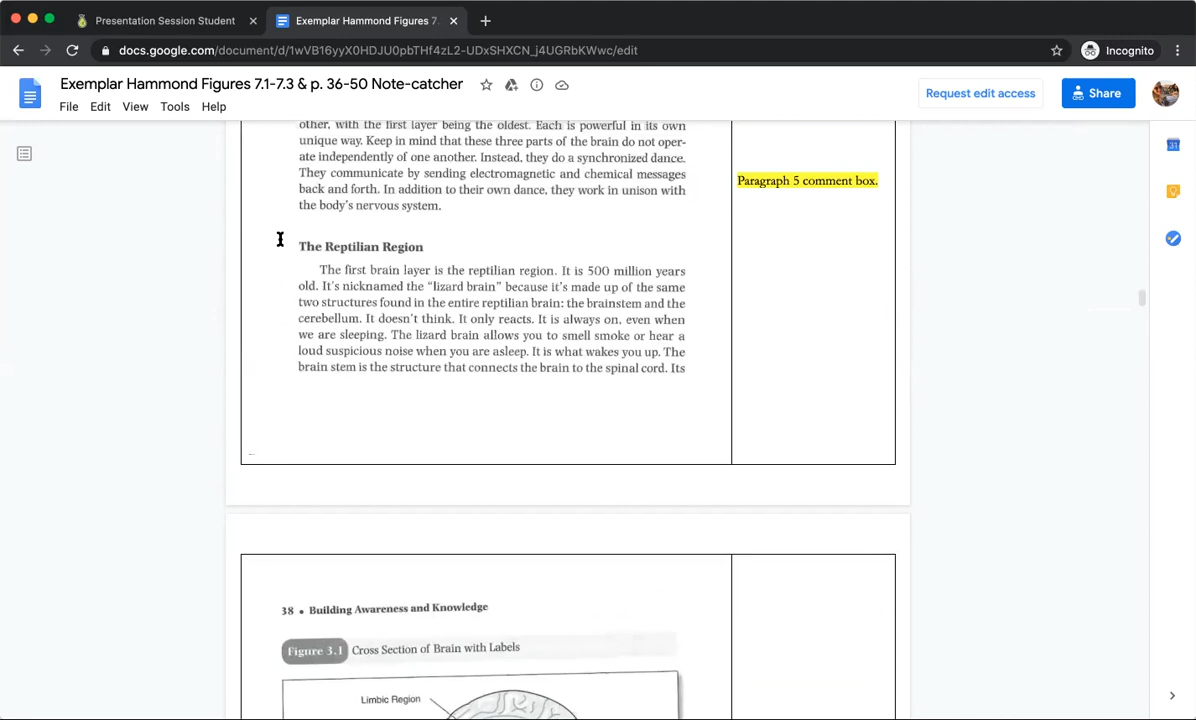 Presentation Session Student
Exemplar Hammond Figures 7.
docs.google.com/document/d/1wVB16yyX0HDJU0pbTHf4zL2-UDxSHXCN_j4UGRbKWwc/edit
Incognito
Exemplar Hammond Figures 7.1-7.3 & p. 36-50 Note-catcher
Request edit access
Share
File Edit View Tools Help
31
other, with the first layer being the oldest. Each is powerful in its own
unique way. Keep in mind that these three parts of the brain do not oper-
ate independently of one another. Instead, they do a synchronized dance.
They communicate by sending electromagnetic and chemical messages
back and forth. In addition to their own dance, they work in unison with
the body's nervous system.
Paragraph 5 comment box.
The Reptilian Region
The first brain layer is the reptilian region. It is 500 million years
old. It's nicknamed the "lizard brain" because it's made up of the same
two structures found in the entire reptilian brain: the brainstem and the
cerebellum. It doesn't think. It only reacts. It is always on, even when
we are sleeping. The lizard brain allows you to smell smoke or hear a
loud suspicious noise when you are asleep. It is what wakes you up. The
brain stem is the structure that connects the brain to the spinal cord. Its
38 • Building Awareness and Knowledge
Figure 3.1 Cross Section of Brain with Labels
Limbic Region